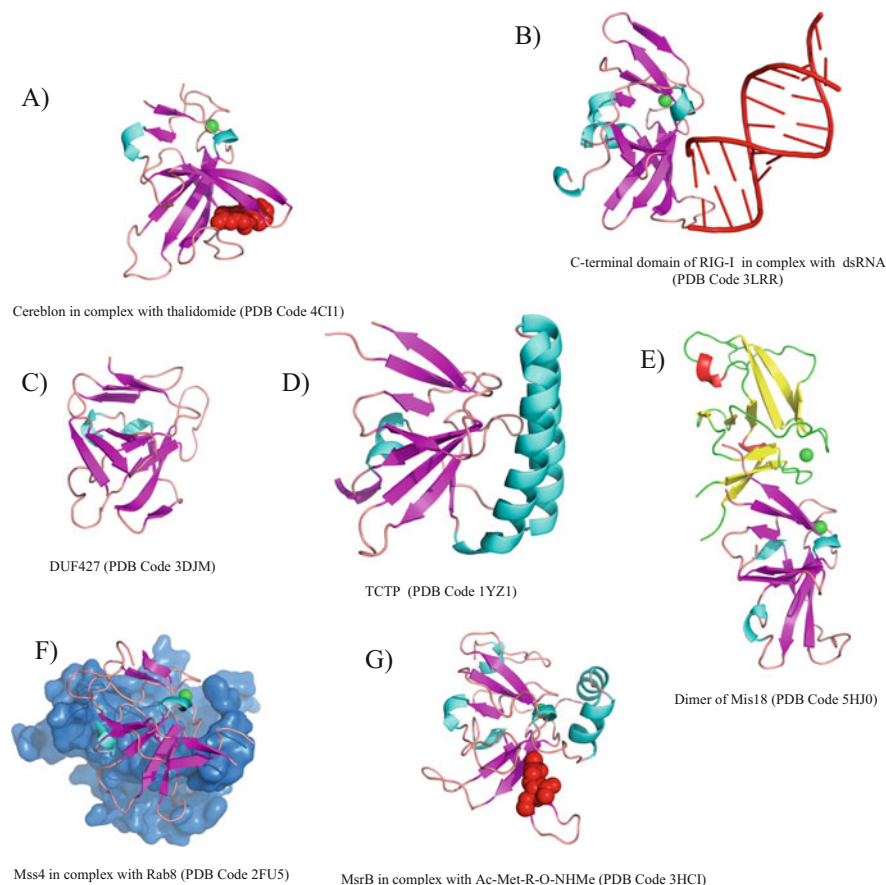 A)
Cereblon in complex with thalidomide (PDB Code 4CI1)
B)
C-terminal domain of RIG-I in complex with dsRNA
(PDB Code 3LRR)
C)
DUF427 (PDB Code 3DJM)
D)
TCTP (PDB Code 1YZ1)
E)
Dimer of Mis18 (PDB Code 5HJ0)
F)
Mss4 in complex with Rab8 (PDB Code 2FU5)
G)
MsrB in complex with Ac-Met-R-O-NHMe (PDB Code 3HCI)